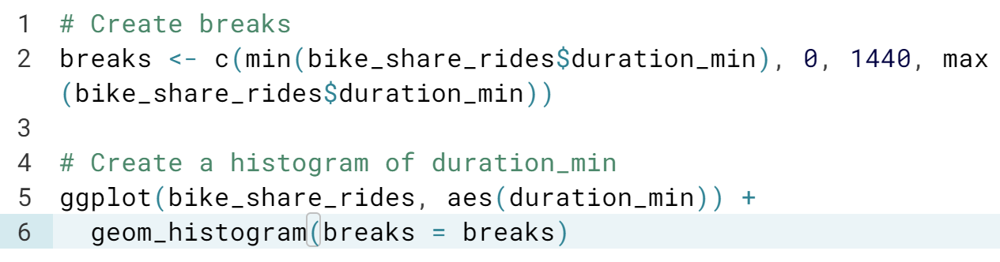 1 # Create breaks
2 breaks <- c(min(bike_share_rides$duration_min), 0, 1440, max
(bike_share_rides$duration_min))
3
4 # Create a histogram of duration_min
5 ggplot(bike_share_rides, aes(duration_min)) +
6   geom_histogram(breaks = breaks)